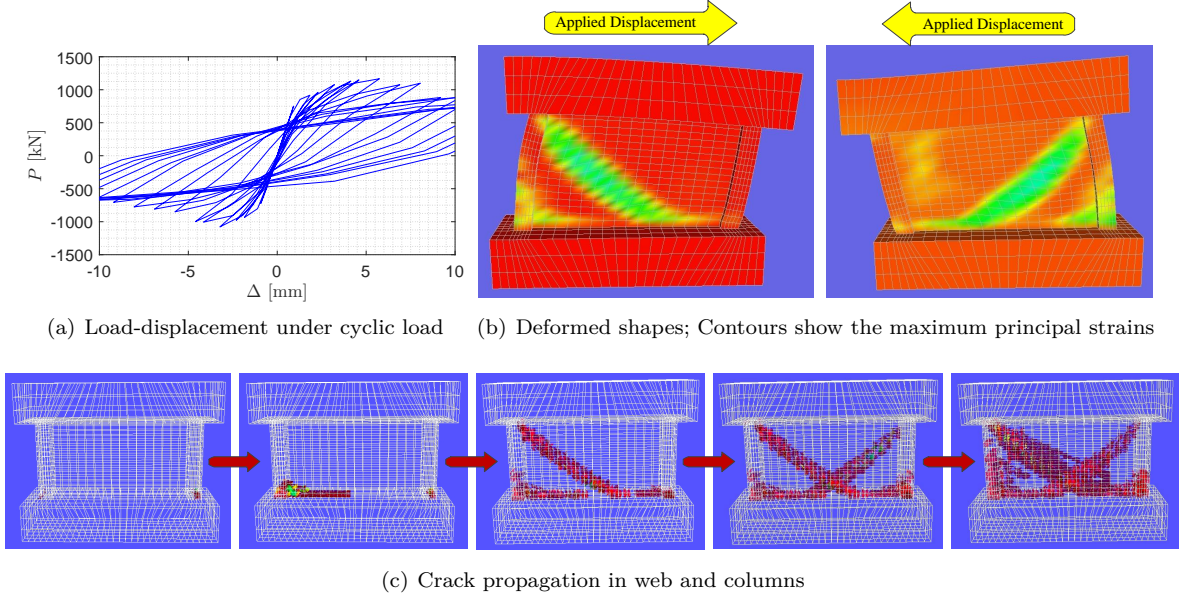 Applied Displacement
Applied Displacement
1500
1000
500
0
-500
-1000
-1500
P [kN]
-10
-5
0
5
10
Δ [mm]
(a) Load-displacement under cyclic load
(b) Deformed shapes; Contours show the maximum principal strains
(c) Crack propagation in web and columns